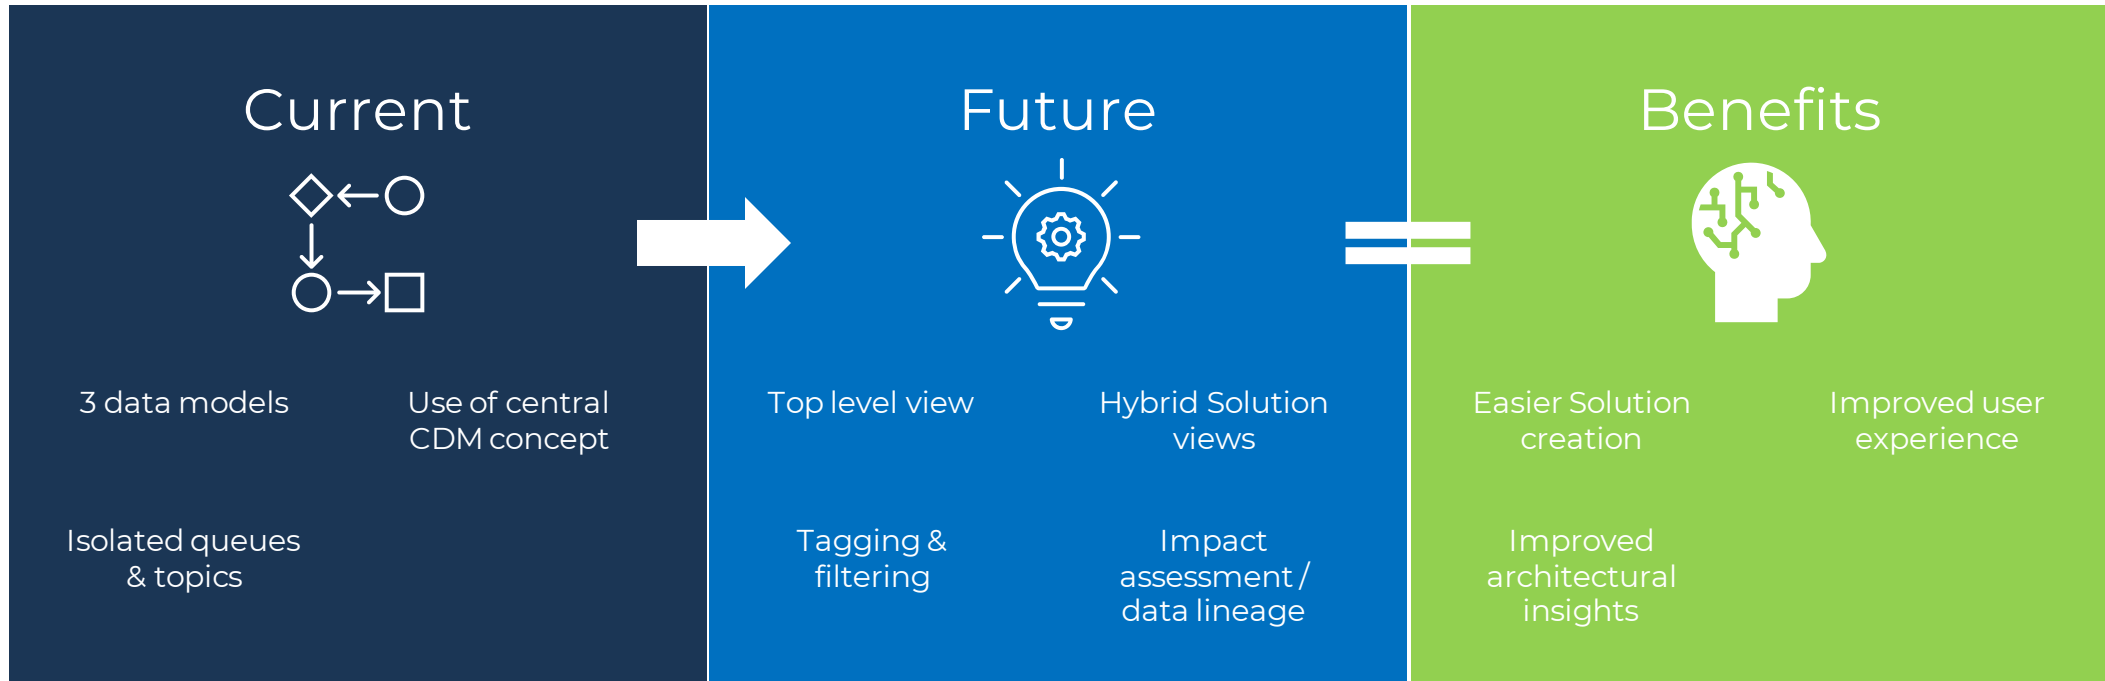 Current
3 data models
Use of central
CDM concept
Isolated queues
& topics
Future
Top level view
Hybrid Solution
views
Tagging &
filtering
Impact
assessment /
data lineage
Benefits
Easier Solution
creation
Improved user
experience
Improved
architectural
insights